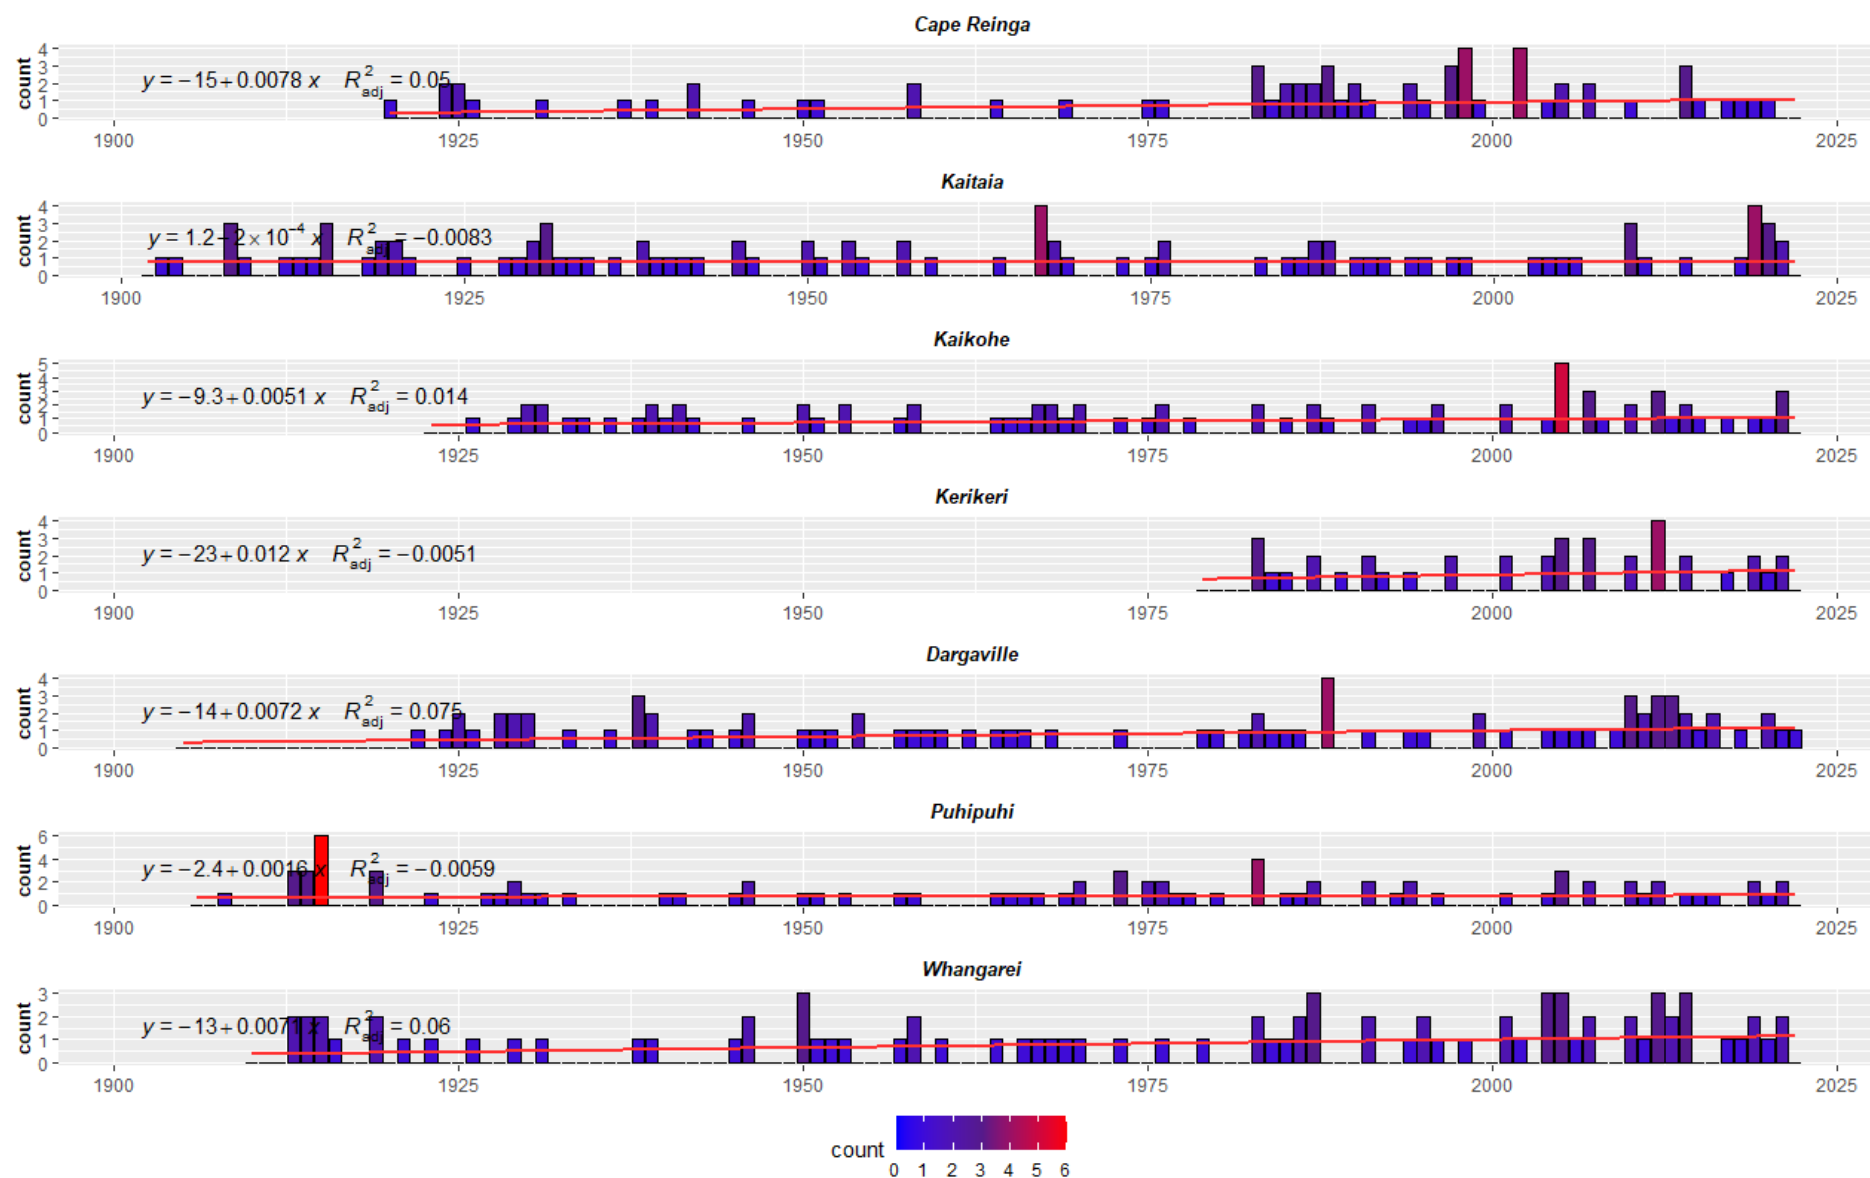 Cape Reinga
count
4
3
2
1
0
y = −15 + 0.0078 x R²adj = 0.05
1900 1925 1950 1975 2000 2025
Kaitaia
count
4
3
2
1
0
y = 1.2 − 2 × 10⁻⁴ x R²adj = −0.0083
1900 1925 1950 1975 2000 2025
Kaikohe
count
5
4
3
2
1
0
y = −9.3 + 0.0051 x R²adj = 0.014
1900 1925 1950 1975 2000 2025
Kerikeri
count
4
3
2
1
0
y = −23 + 0.012 x R²adj = −0.0051
1900 1925 1950 1975 2000 2025
Dargaville
count
4
3
2
1
0
y = −14 + 0.0072 x R²adj = 0.075
1900 1925 1950 1975 2000 2025
Puhipuhi
count
6
4
2
0
y = −2.4 + 0.0016 x R²adj = −0.0059
1900 1925 1950 1975 2000 2025
Whangarei
count
3
2
1
0
y = −13 + 0.0071 x R²adj = 0.06
1900 1925 1950 1975 2000 2025
count
0 1 2 3 4 5 6